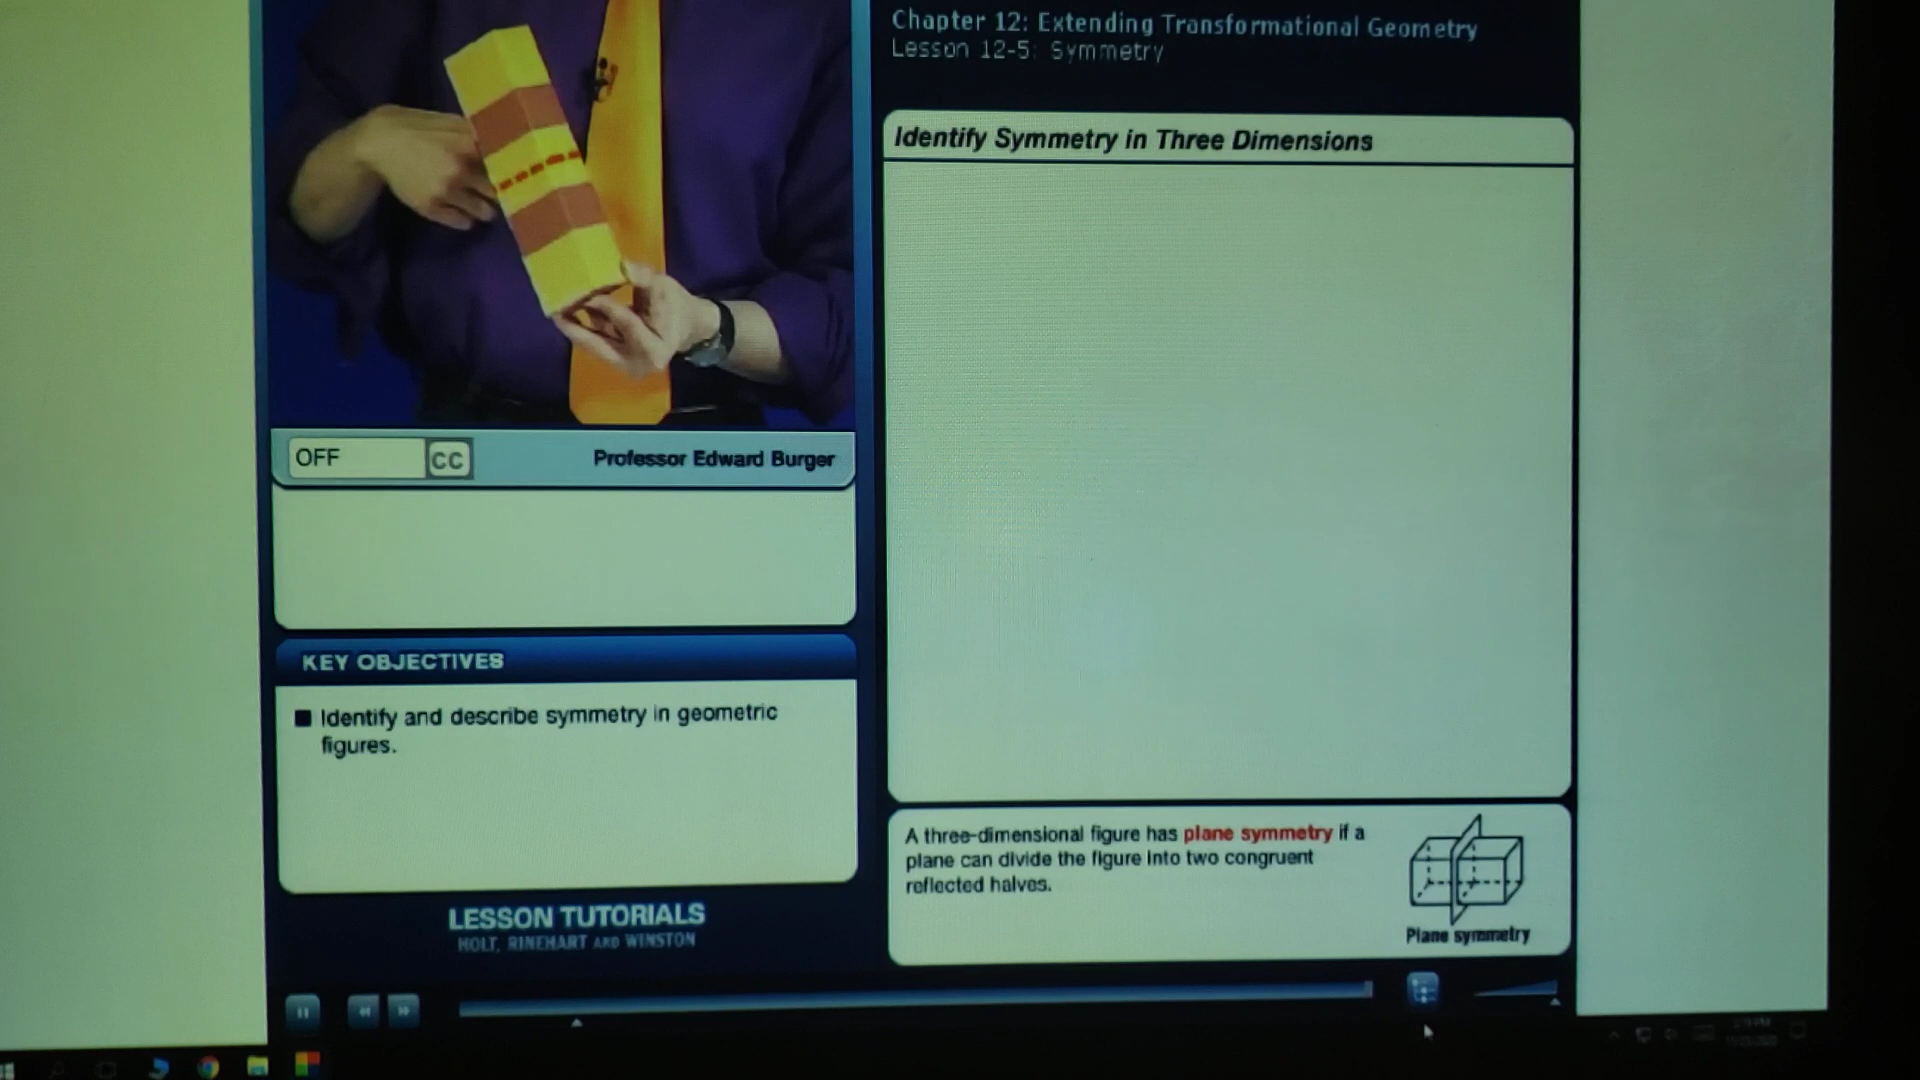 Chapter 12: Extending Transformational Geometry
Lesson 12-5: Symmetry
Identify Symmetry in Three Dimensions
OFF
CC
Professor Edward Burger
KEY OBJECTIVES
■ Identify and describe symmetry in geometric
figures.
LESSON TUTORIALS
HOLT, RINEHART AND WINSTON
A three-dimensional figure has plane symmetry if a
plane can divide the figure into two congruent
reflected halves.
Plane symmetry